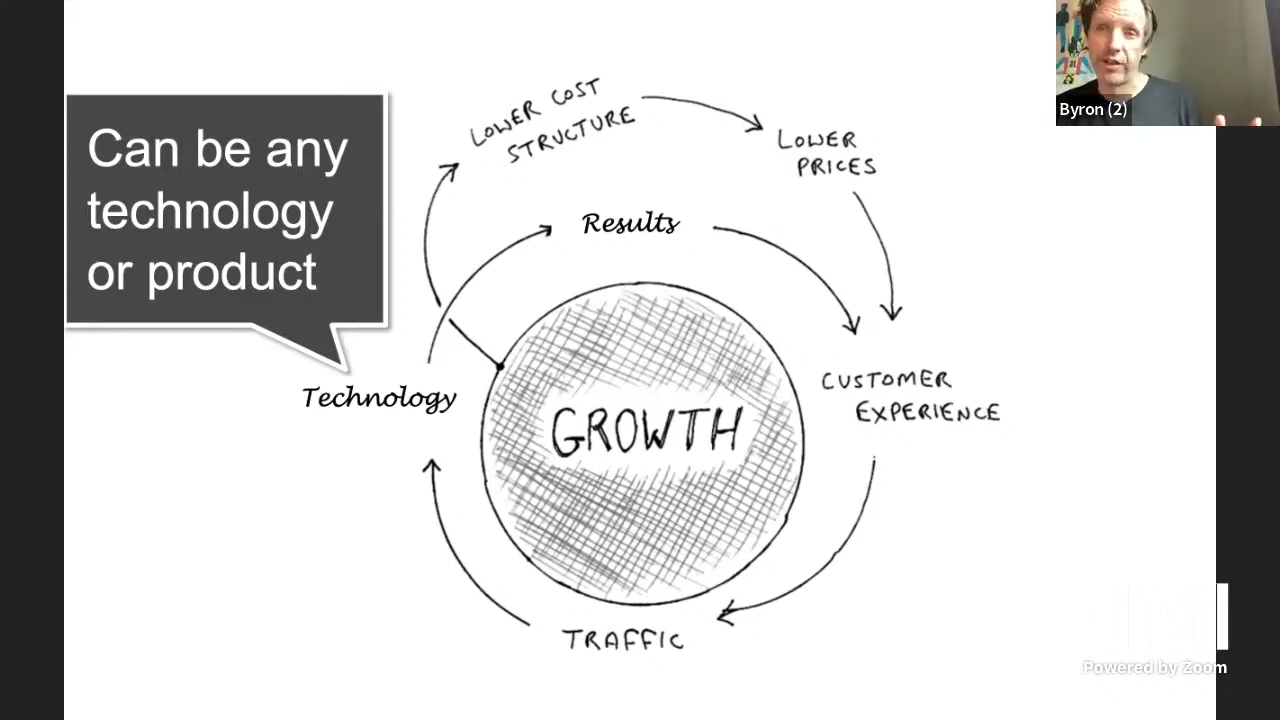 Can be any
technology
or product
LOWER COST
STRUCTURE
LOWER
PRICES
Results
Technology
GROWTH
CUSTOMER
EXPERIENCE
TRAFFIC
Byron (2)
Powered by Zoom